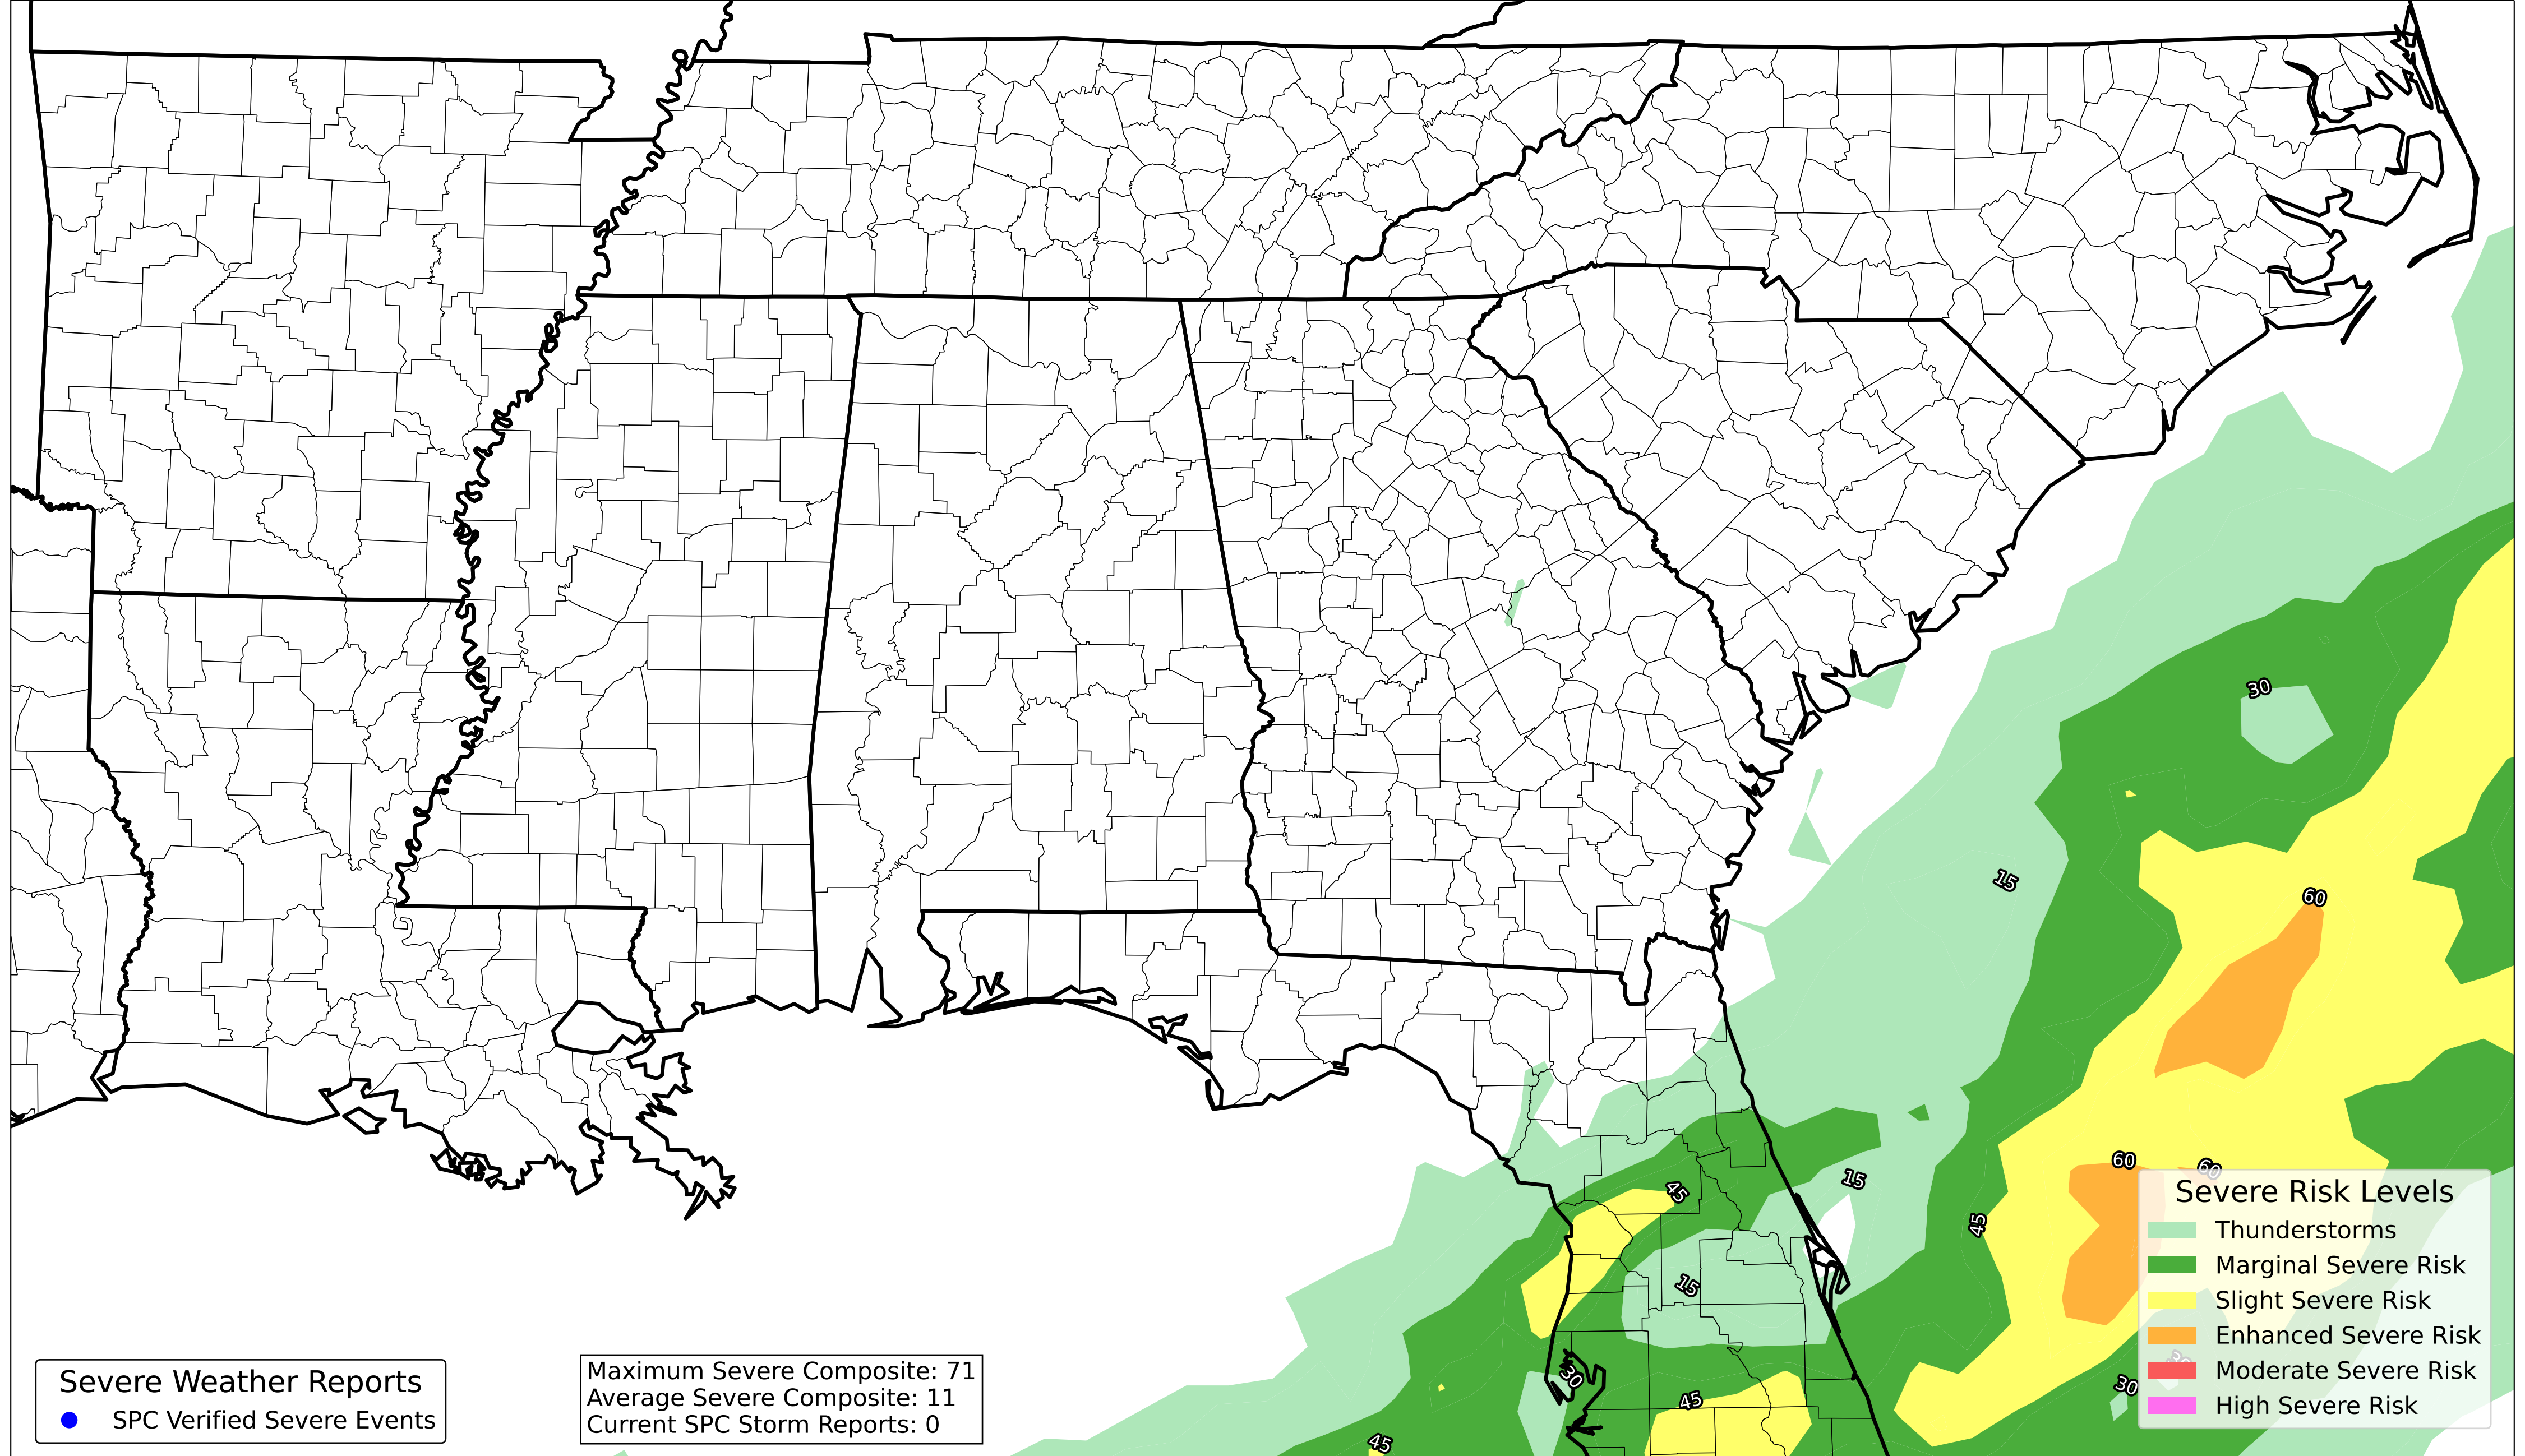 30
15
60
60
60
15
45
45
15
30
45
30
30
45
Severe Risk Levels
Thunderstorms
Marginal Severe Risk
Slight Severe Risk
Enhanced Severe Risk
Moderate Severe Risk
High Severe Risk
Severe Weather Reports
SPC Verified Severe Events
Maximum Severe Composite: 71
Average Severe Composite: 11
Current SPC Storm Reports: 0